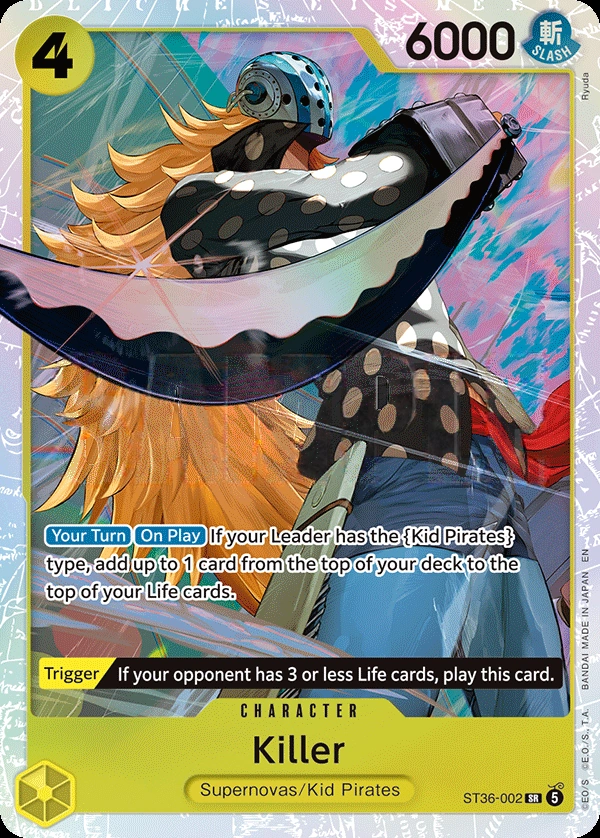 4
6000
斬
SLASH
Ryuda
Your Turn On Play If your Leader has the {Kid Pirates}
type, add up to 1 card from the top of your deck to the
top of your Life cards.
Trigger If your opponent has 3 or less Life cards, play this card.
CHARACTER
Killer
Supernovas/Kid Pirates
ST36-002 SR 5
©EO/S ©E.O./S., T.A. BANDAI MADE IN JAPAN EN